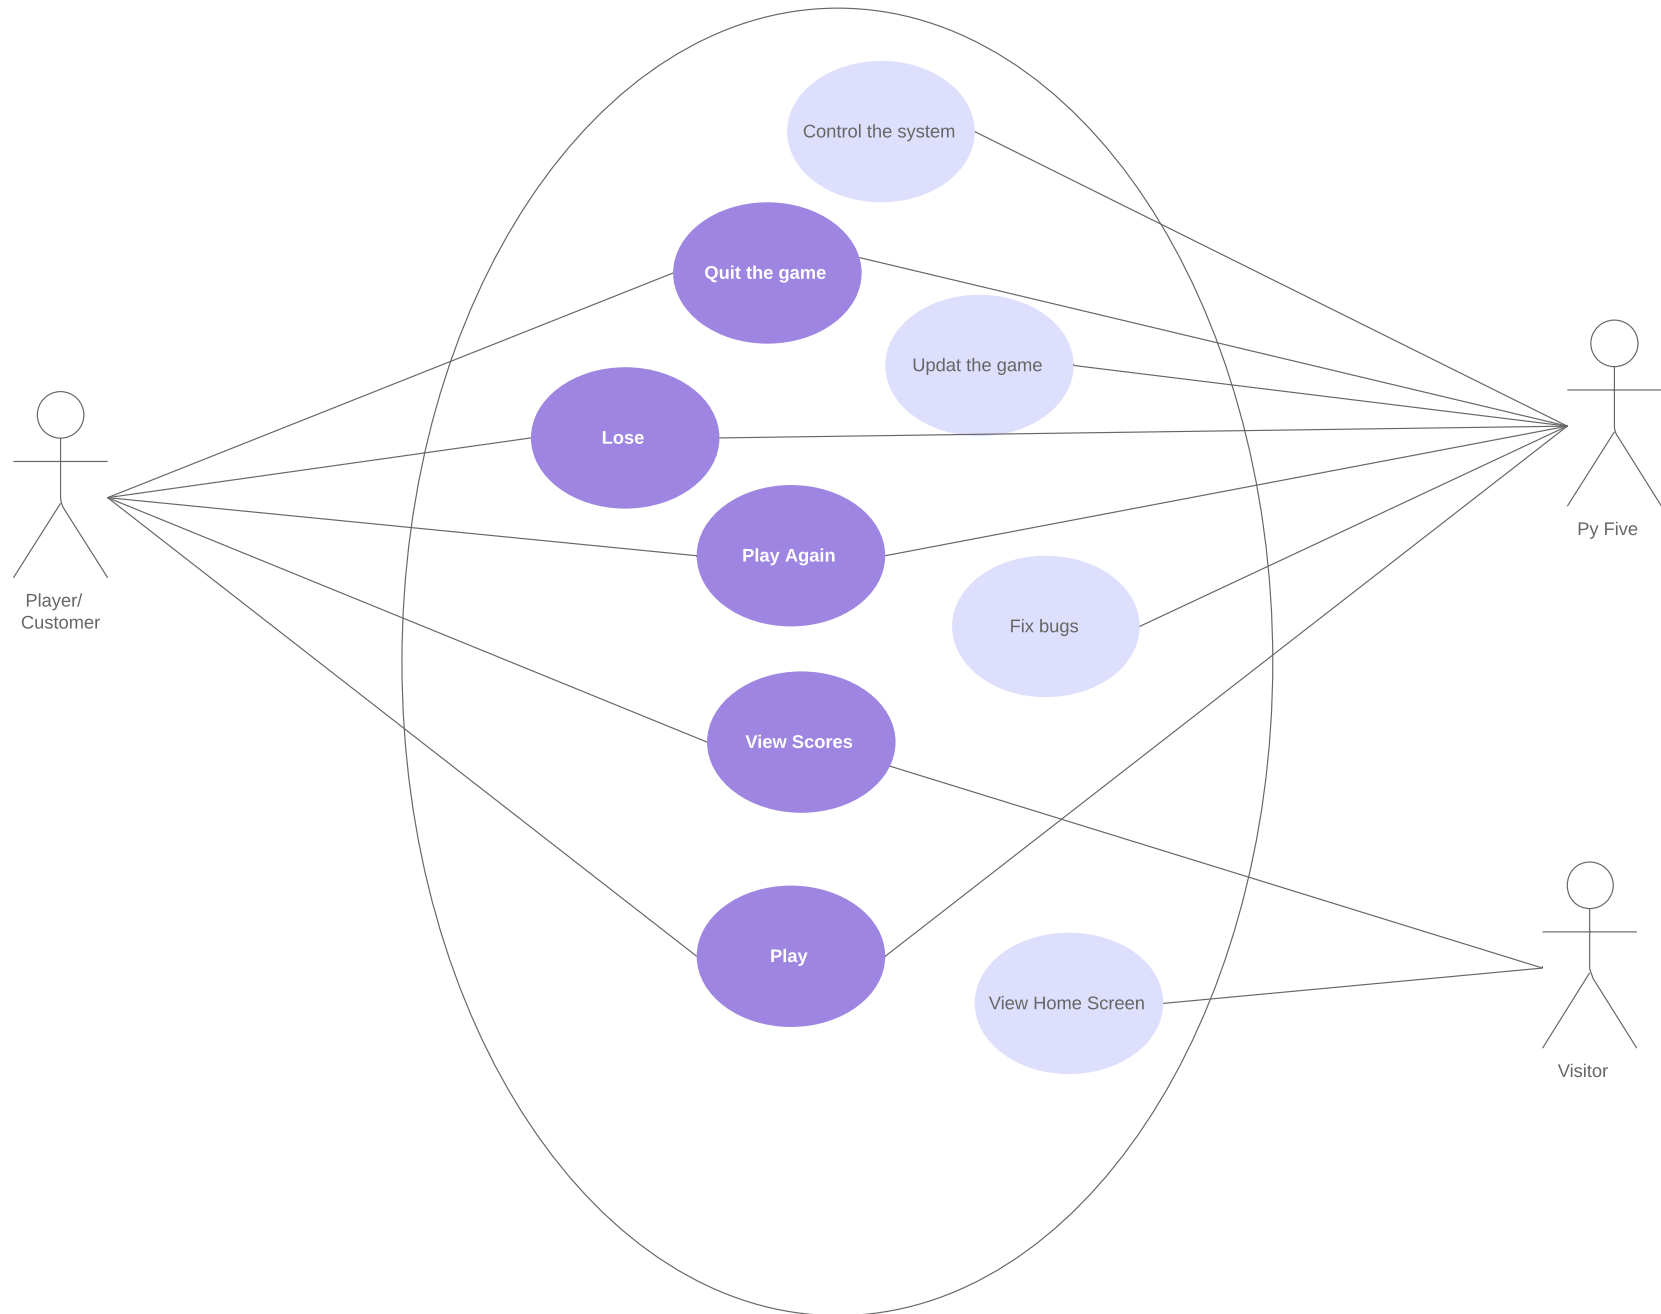 Control the system
Quit the game
Updat the game
Lose
Py Five
Play Again
Player/
Customer
Fix bugs
View Scores
Play
View Home Screen
Visitor